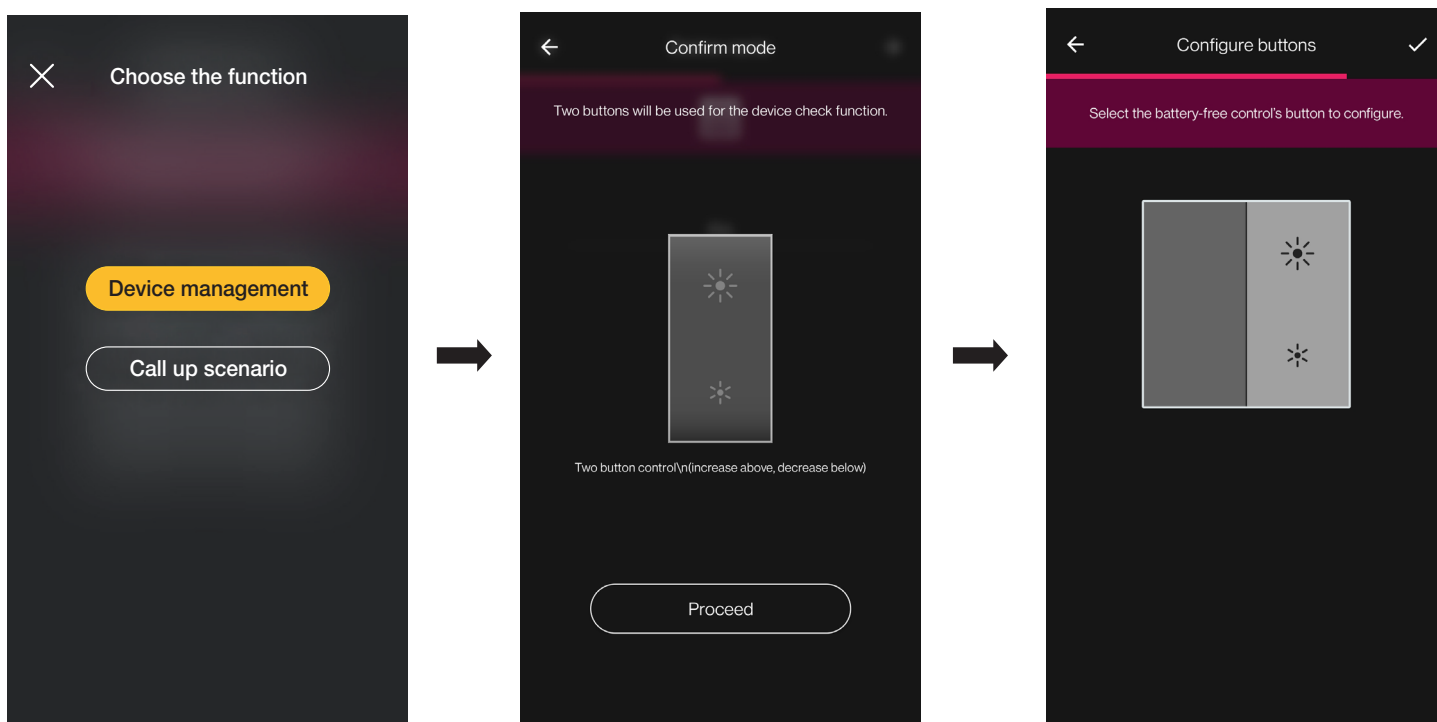 Choose the function
Device management
Call up scenario
Confirm mode
Two buttons will be used for the device check function.
Two button control\n(increase above, decrease below)
Proceed
Configure buttons
Select the battery-free control's button to configure.